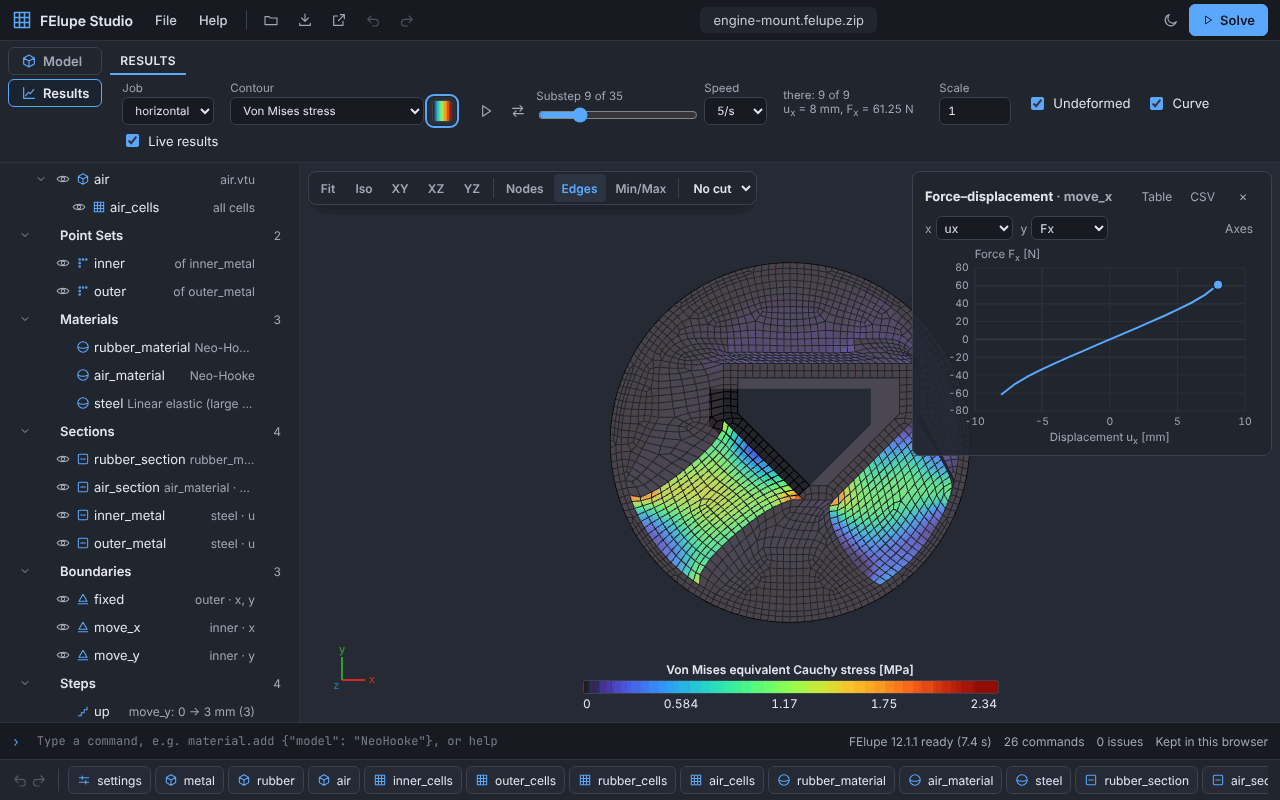 FElupe Studio File Help engine-mount.felupe.zip Solve
Model RESULTS
Results
Job Contour Substep 9 of 35 Speed there: 9 of 9 Scale
horizontal Von Mises stress 5/s uₓ = 8 mm, Fₓ = 61.25 N 1 Undeformed Curve
Live results
air air.vtu
air_cells all cells
Point Sets 2
inner of inner_metal
outer of outer_metal
Materials 3
rubber_material Neo-Ho...
air_material Neo-Hooke
steel Linear elastic (large ...
Sections 4
rubber_section rubber_m...
air_section air_material · ...
inner_metal steel · u
outer_metal steel · u
Boundaries 3
fixed outer · x, y
move_x inner · x
move_y inner · y
Steps 4
up move_y: 0 → 3 mm (3)
Fit Iso XY XZ YZ Nodes Edges Min/Max No cut
Force–displacement · move_x Table CSV ×
x ux y Fx Axes
Force Fₓ [N]
80
60
40
20
0
-20
-40
-60
-80
-10 -5 0 5 10
Displacement uₓ [mm]
y
z x
Von Mises equivalent Cauchy stress [MPa]
0 0.584 1.17 1.75 2.34
› Type a command, e.g. material.add {"model": "NeoHooke"}, or help FElupe 12.1.1 ready (7.4 s) 26 commands 0 issues Kept in this browser
settings metal rubber air inner_cells outer_cells rubber_cells air_cells rubber_material air_material steel rubber_section air_sec